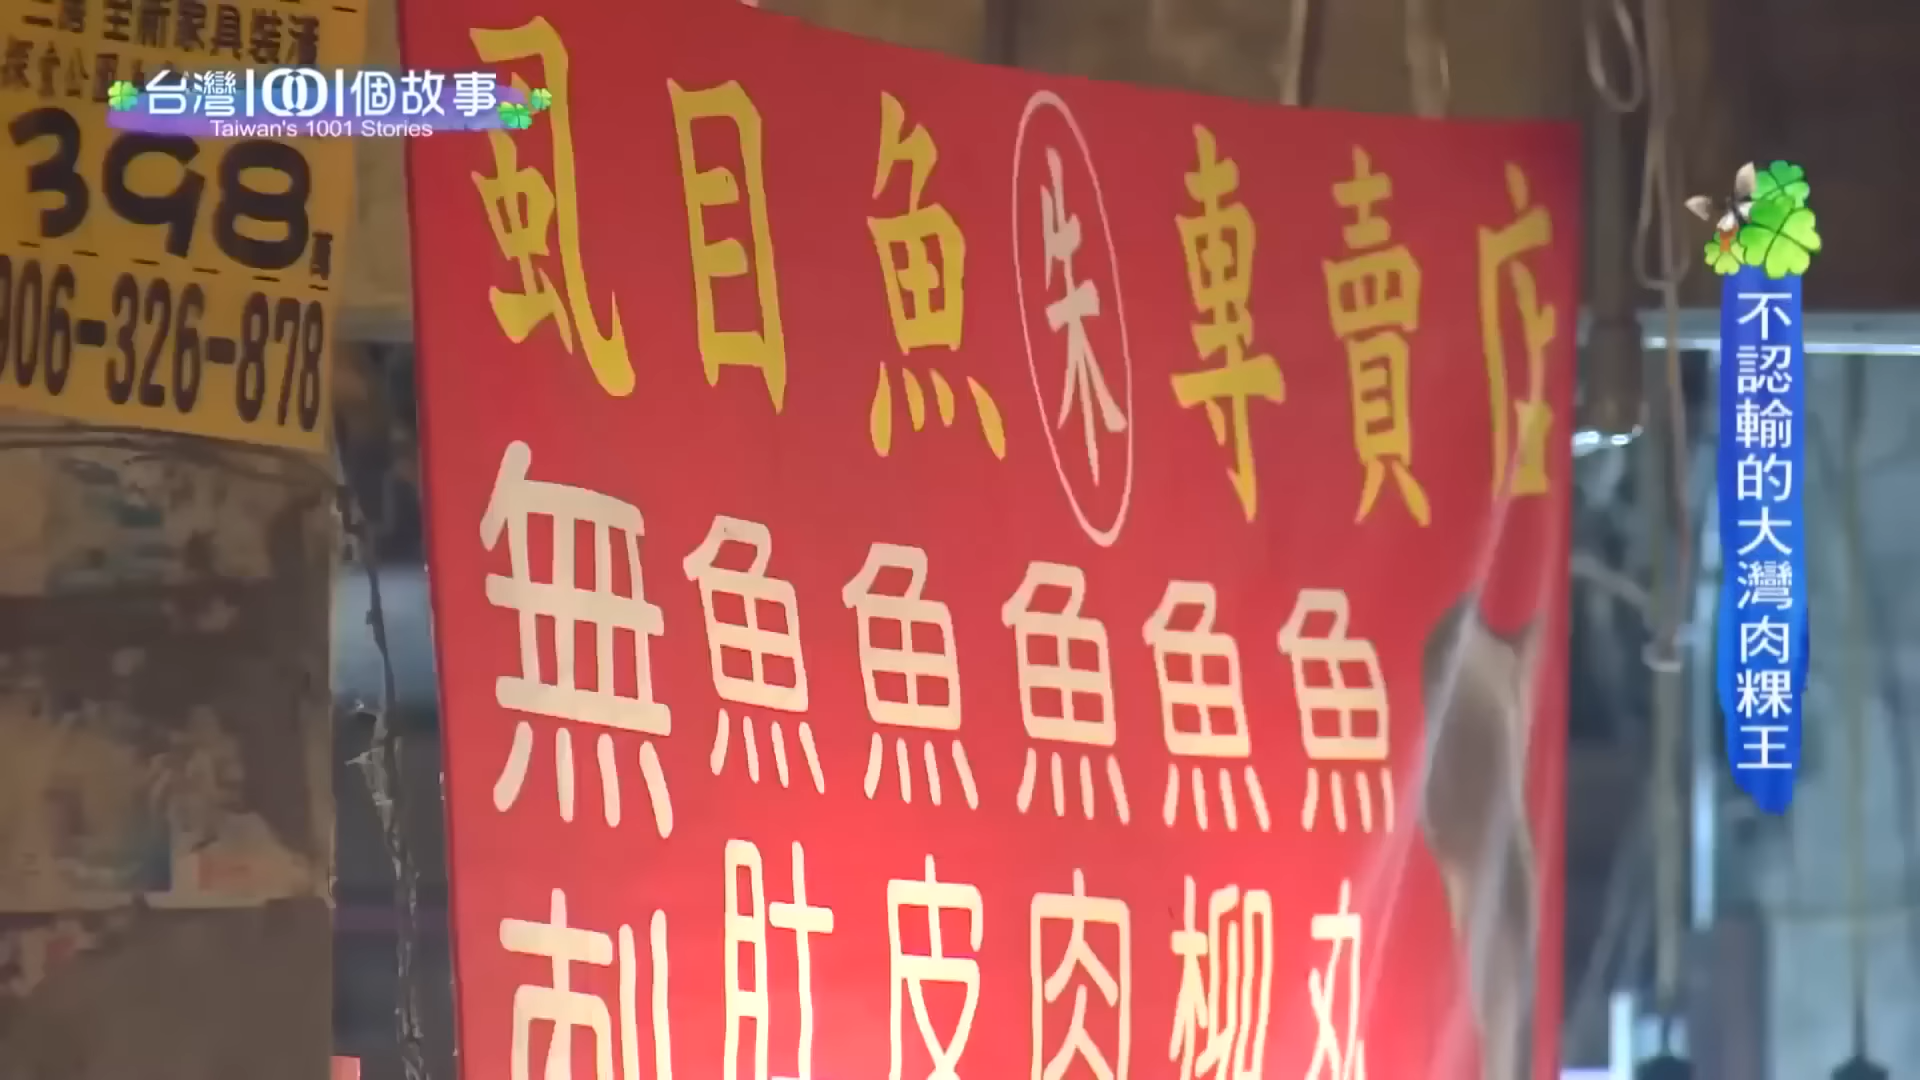 全新家具裝潢
398萬
906-326-878
台灣1001個故事
Taiwan's 1001 Stories
虱目魚朱專賣店
無刺
魚肚
魚皮
魚肉
魚柳
魚丸
不認輸的大灣肉粿王